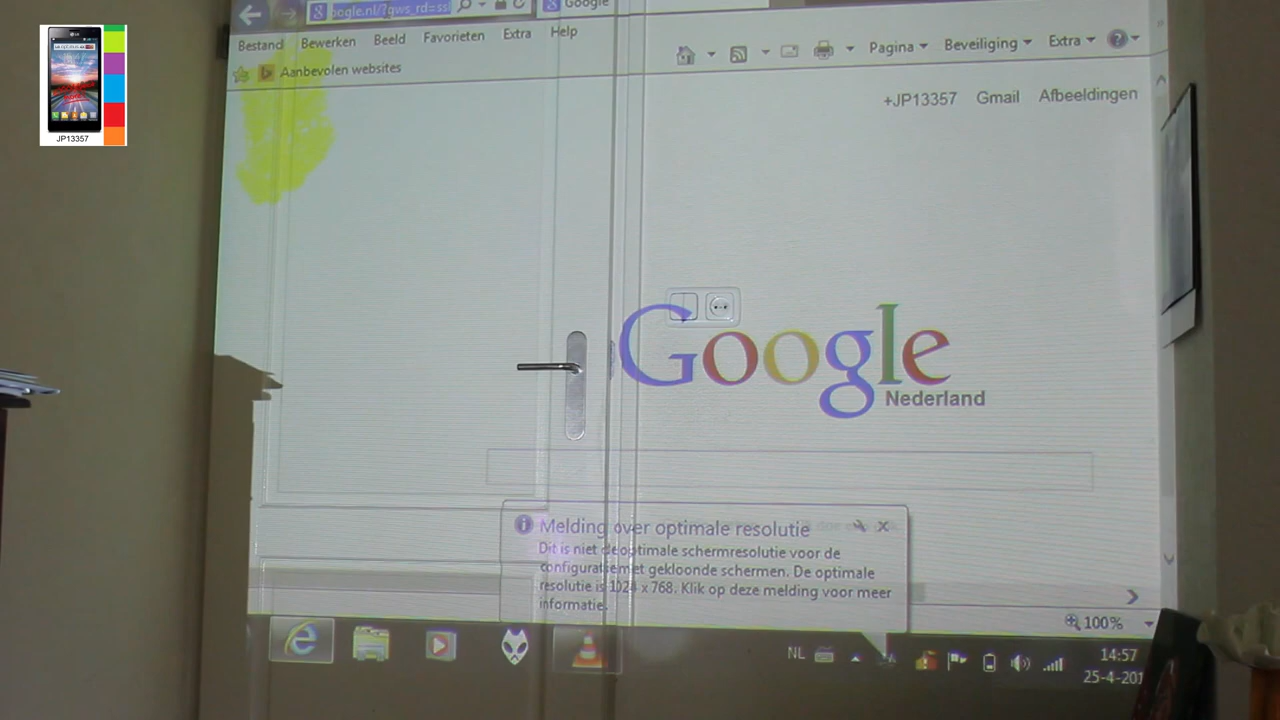 oogle.nl/?gws_rd=ssl
Google
Bestand Bewerken Beeld Favorieten Extra Help
Pagina Beveiliging Extra
Aanbevolen websites
JP13357
+JP13357 Gmail Afbeeldingen
Google
Nederland
Melding over optimale resolutie
Dit is niet de optimale schermresolutie voor de
configuratie met gekloonde schermen. De optimale
resolutie is 1024 x 768. Klik op deze melding voor meer
informatie.
100%
NL
14:57
25-4-201